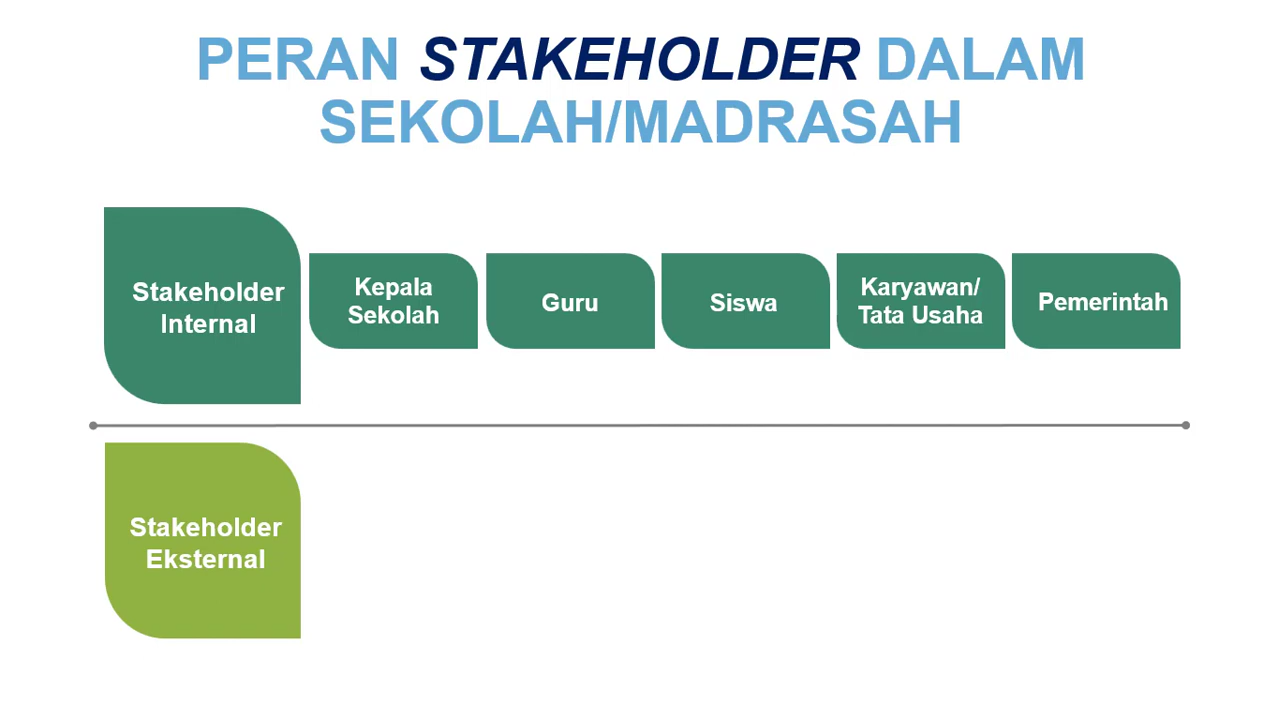 PERAN STAKEHOLDER DALAM
SEKOLAH/MADRASAH
Stakeholder
Internal
Kepala
Sekolah
Guru
Siswa
Karyawan/
Tata Usaha
Pemerintah
Stakeholder
Eksternal